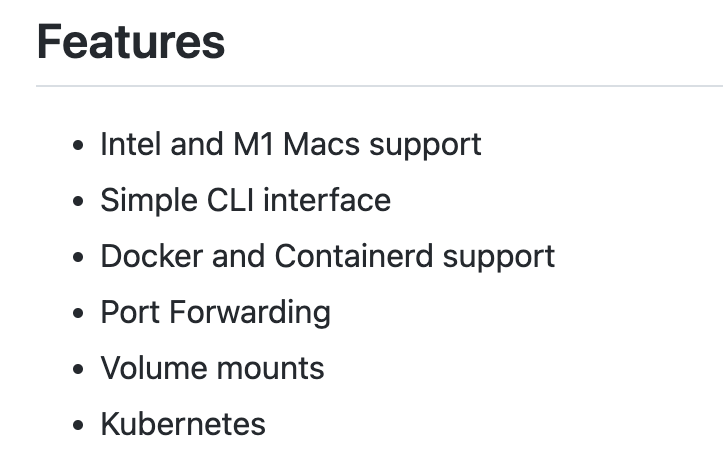 Features
• Intel and M1 Macs support
• Simple CLI interface
• Docker and Containerd support
• Port Forwarding
• Volume mounts
• Kubernetes